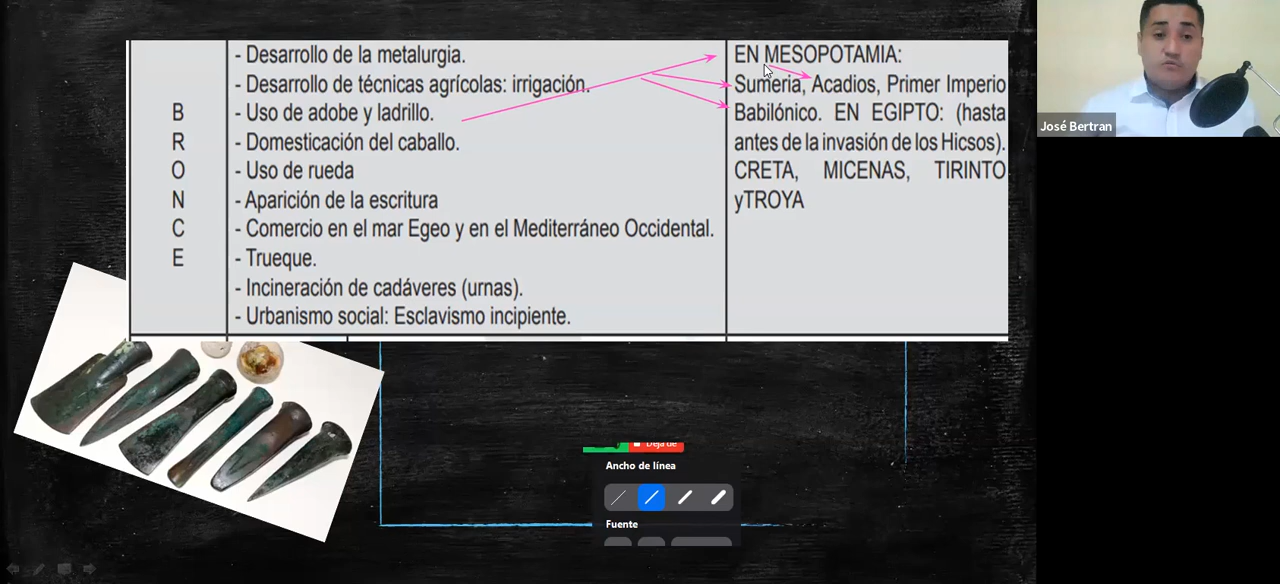 - Desarrollo de la metalurgia.
- Desarrollo de técnicas agrícolas: irrigación.
- Uso de adobe y ladrillo.
- Domesticación del caballo.
- Uso de rueda
- Aparición de la escritura
- Comercio en el mar Egeo y en el Mediterráneo Occidental.
- Trueque.
- Incineración de cadáveres (urnas).
- Urbanismo social: Esclavismo incipiente.
B
R
O
N
C
E
EN MESOPOTAMIA:
Sumeria, Acadios, Primer Imperio
Babilónico. EN EGIPTO: (hasta
antes de la invasión de los Hicsos).
CRETA, MICENAS, TIRINTO
yTROYA
José Bertran
Deja de
Ancho de línea
Fuente